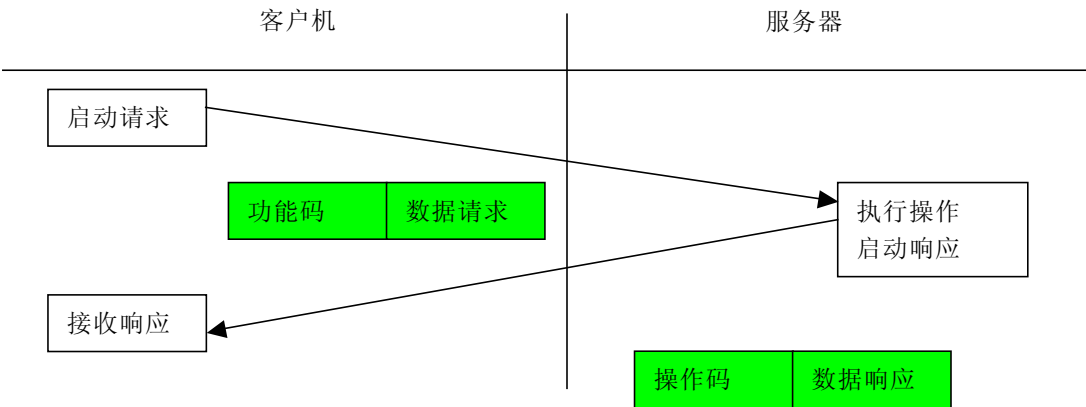 客户机
服务器
启动请求
功能码
数据请求
执行操作
启动响应
接收响应
操作码
数据响应